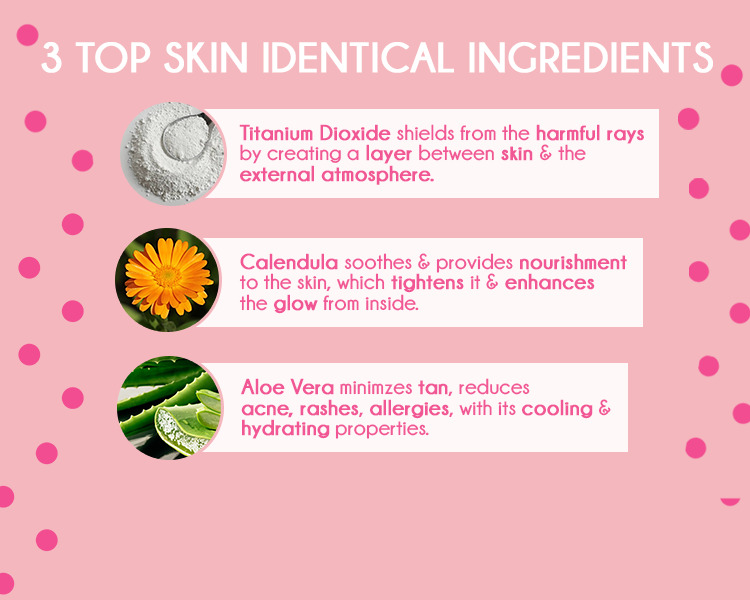 3 TOP SKIN IDENTICAL INGREDIENTS
Titanium Dioxide shields from the harmful rays
by creating a layer between skin & the
external atmosphere.
Calendula soothes & provides nourishment
to the skin, which tightens it & enhances
the glow from inside.
Aloe Vera minimzes tan, reduces
acne, rashes, allergies, with its cooling &
hydrating properties.